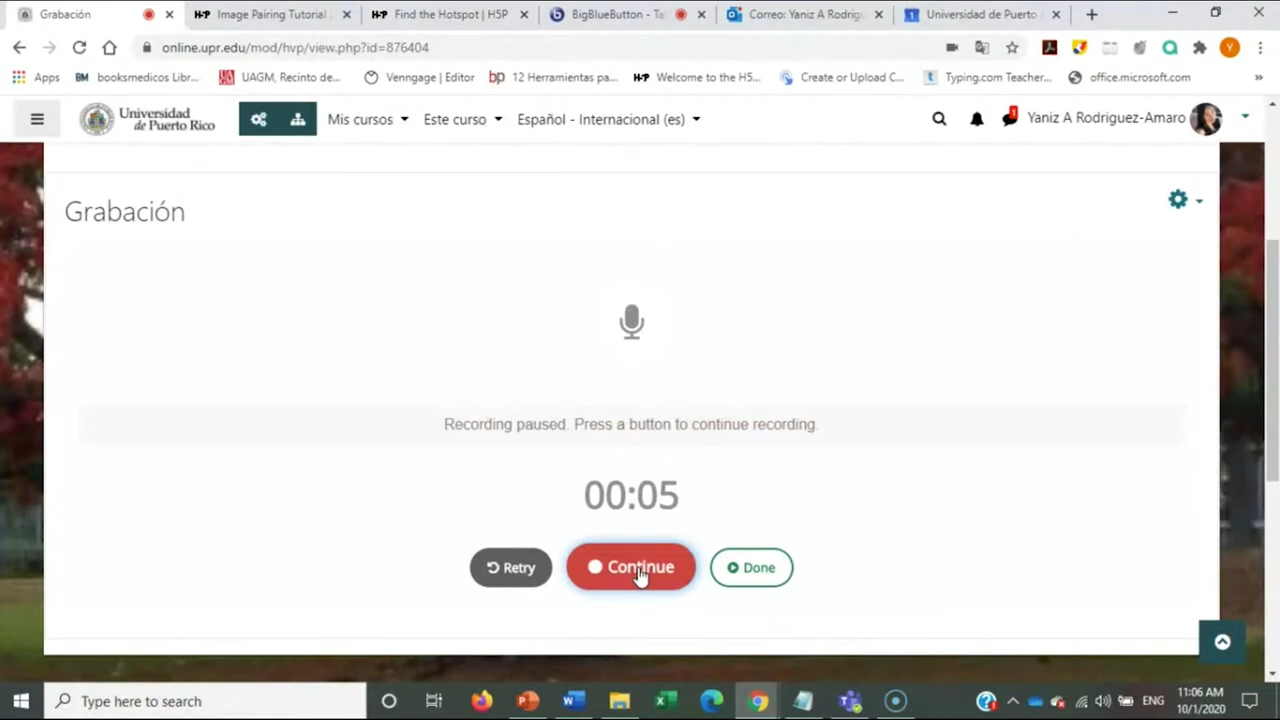 Grabación
H-P Image Pairing Tutorial
H-P Find the Hotspot | H5P
b BigBlueButton - Ta
Correo: Yaniz A Rodrigu
Universidad de Puerto
online.upr.edu/mod/hvp/view.php?id=876404
Y
Apps
BM booksmedicos Libr...
UAGM, Recinto de...
Venngage | Editor
bp 12 Herramientas pa...
H-P Welcome to the H5...
Create or Upload C...
t Typing.com Teacher...
office.microsoft.com
»
Universidad
de Puerto Rico
Mis cursos
Este curso
Español - Internacional (es)
1
Yaniz A Rodriguez-Amaro
Grabación
Recording paused. Press a button to continue recording.
00:05
Retry
Continue
Done
Type here to search
ENG
11:06 AM
10/1/2020